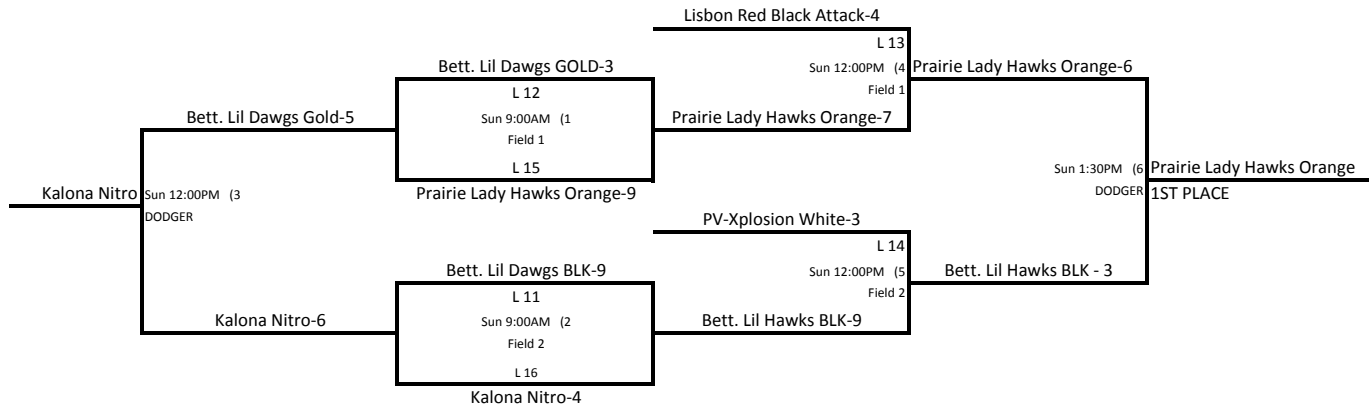 Lisbon Red Black Attack-4
L 13
Bett. Lil Dawgs GOLD-3
Sun 12:00PM (4
Prairie Lady Hawks Orange-6
L 12
Field 1
Bett. Lil Dawgs Gold-5
Sun 9:00AM (1
Prairie Lady Hawks Orange-7
Field 1
L 15
Sun 1:30PM (6
Prairie Lady Hawks Orange
Kalona Nitro
Sun 12:00PM (3
Prairie Lady Hawks Orange-9
DODGER
1ST PLACE
DODGER
PV-Xplosion White-3
L 14
Bett. Lil Dawgs BLK-9
Sun 12:00PM (5
Bett. Lil Hawks BLK - 3
L 11
Field 2
Kalona Nitro-6
Sun 9:00AM (2
Bett. Lil Hawks BLK-9
Field 2
L 16
Kalona Nitro-4